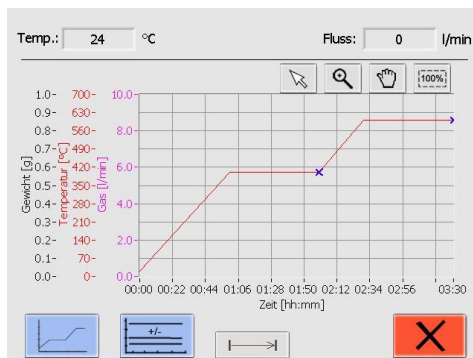 Temp.: 24 °C Fluss: 0 l/min
100%
Gewicht [g]
1.0- 0.9- 0.8- 0.7- 0.6- 0.5- 0.4- 0.3- 0.2- 0.1- 0.0-
Temperatur [°C]
700- 630- 560- 490- 420- 350- 280- 210- 140- 70- 0-
Gas [l/min]
10.0- 8.0- 6.0- 4.0- 2.0- 0.0-
00:00 00:22 00:44 01:06 01:28 01:50 02:12 02:34 02:56 03:30
Zeit [hh:mm]
+/-